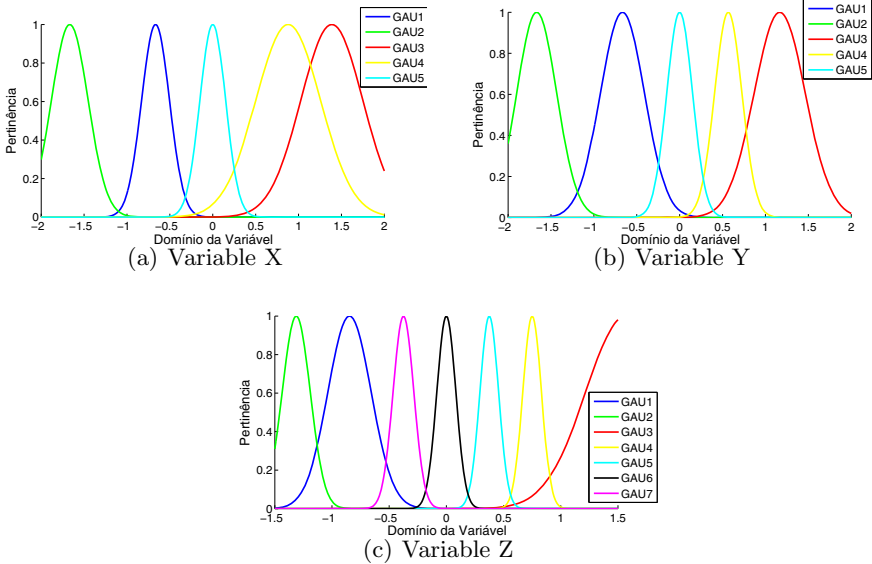 1
0.8
0.6
0.4
0.2
0
Pertinência
−2 −1.5 −1 −0.5 0 0.5 1 1.5 2
Domínio da Variável
GAU1
GAU2
GAU3
GAU4
GAU5
(a) Variable X
1
0.8
0.6
0.4
0.2
0
Pertinência
−2 −1.5 −1 −0.5 0 0.5 1 1.5 2
Domínio da Variável
GAU1
GAU2
GAU3
GAU4
GAU5
(b) Variable Y
1
0.8
0.6
0.4
0.2
0
Pertinência
−1.5 −1 −0.5 0 0.5 1 1.5
Domínio da Variável
GAU1
GAU2
GAU3
GAU4
GAU5
GAU6
GAU7
(c) Variable Z